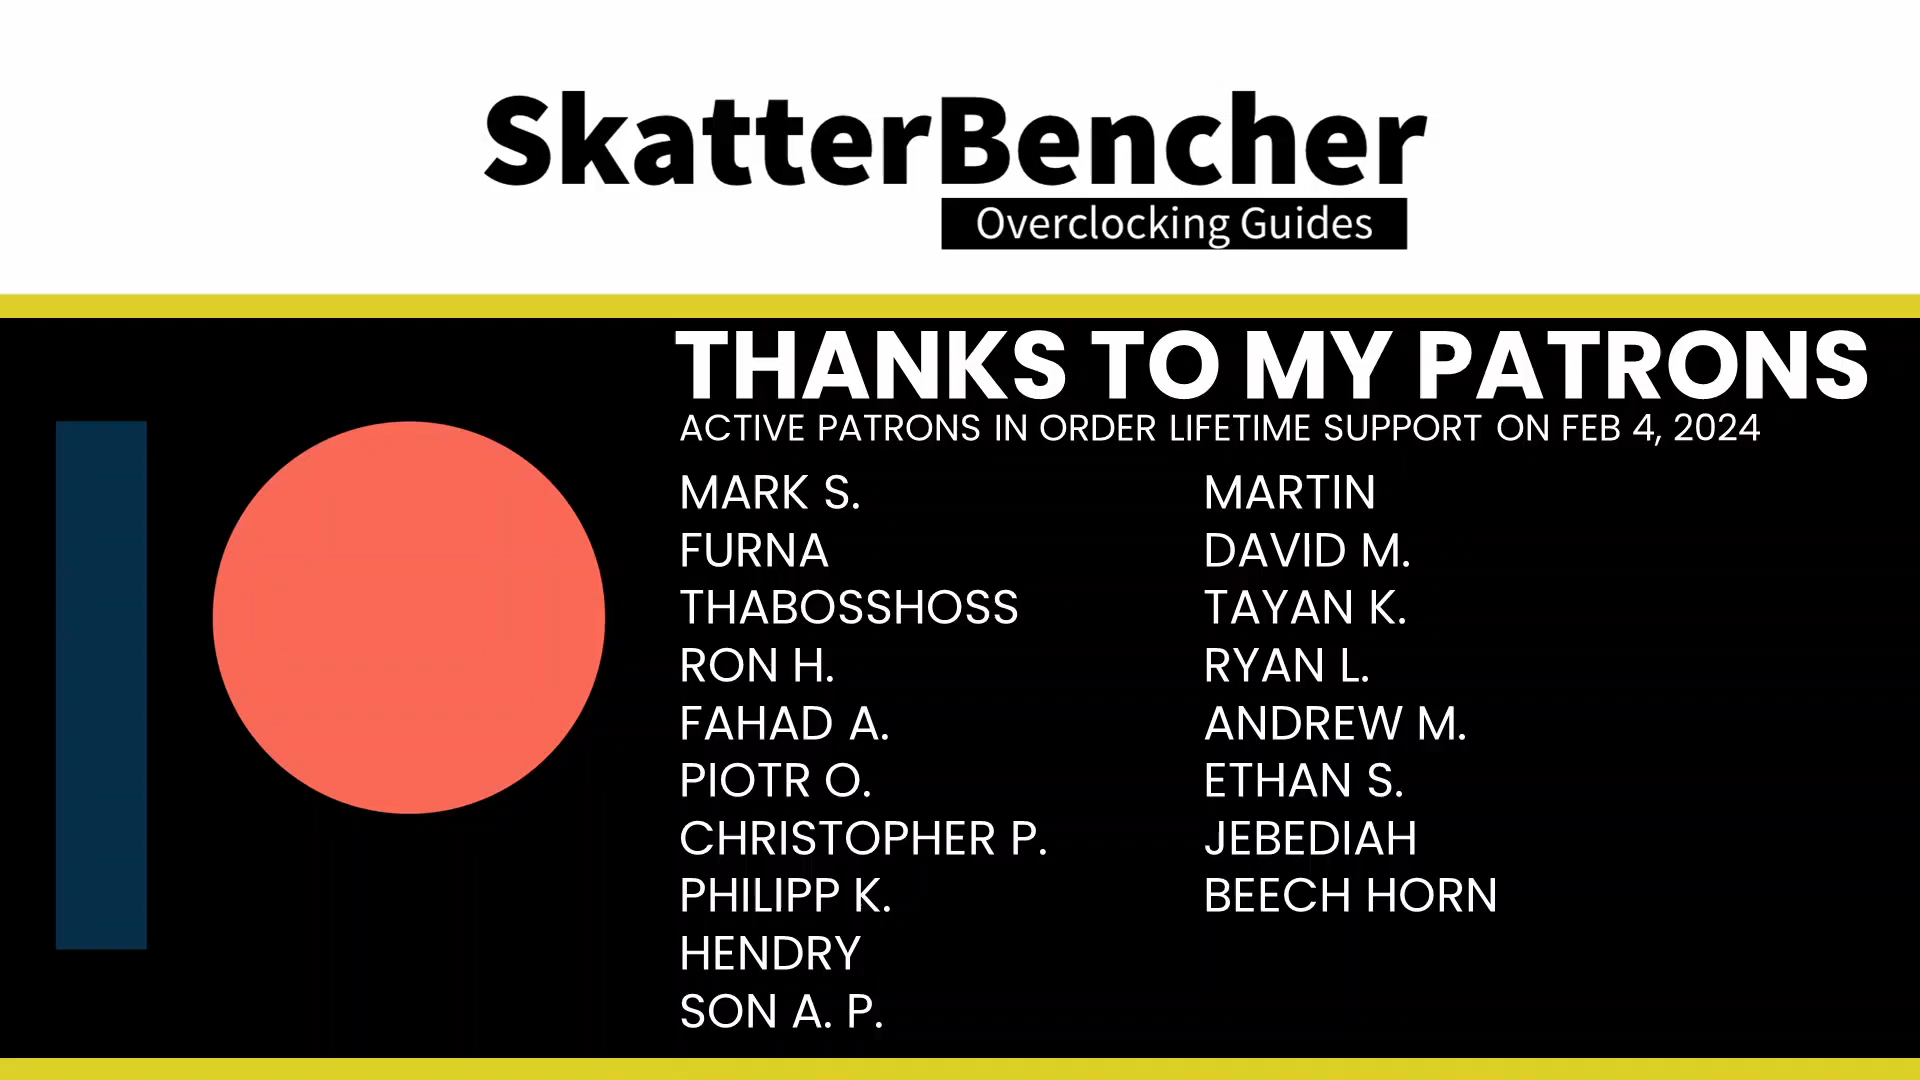 SkatterBencher
Overclocking Guides
THANKS TO MY PATRONS
ACTIVE PATRONS IN ORDER LIFETIME SUPPORT ON FEB 4, 2024
MARK S.
FURNA
THABOSSHOSS
RON H.
FAHAD A.
PIOTR O.
CHRISTOPHER P.
PHILIPP K.
HENDRY
SON A. P.
MARTIN
DAVID M.
TAYAN K.
RYAN L.
ANDREW M.
ETHAN S.
JEBEDIAH
BEECH HORN